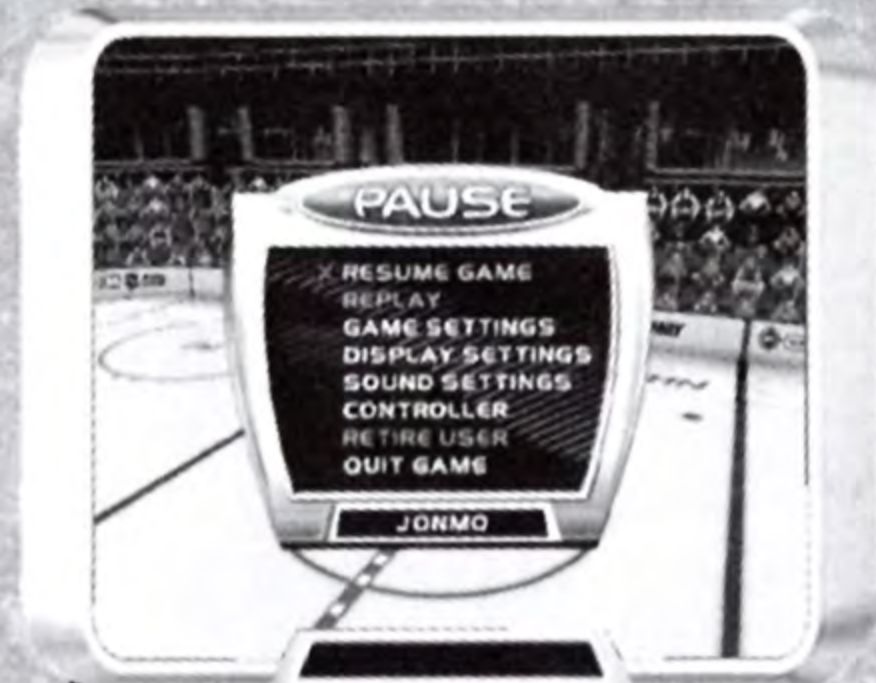 PAUSE
X RESUME GAME
REPLAY
GAME SETTINGS
DISPLAY SETTINGS
SOUND SETTINGS
CONTROLLER
RETIRE USER
QUIT GAME
JONMO